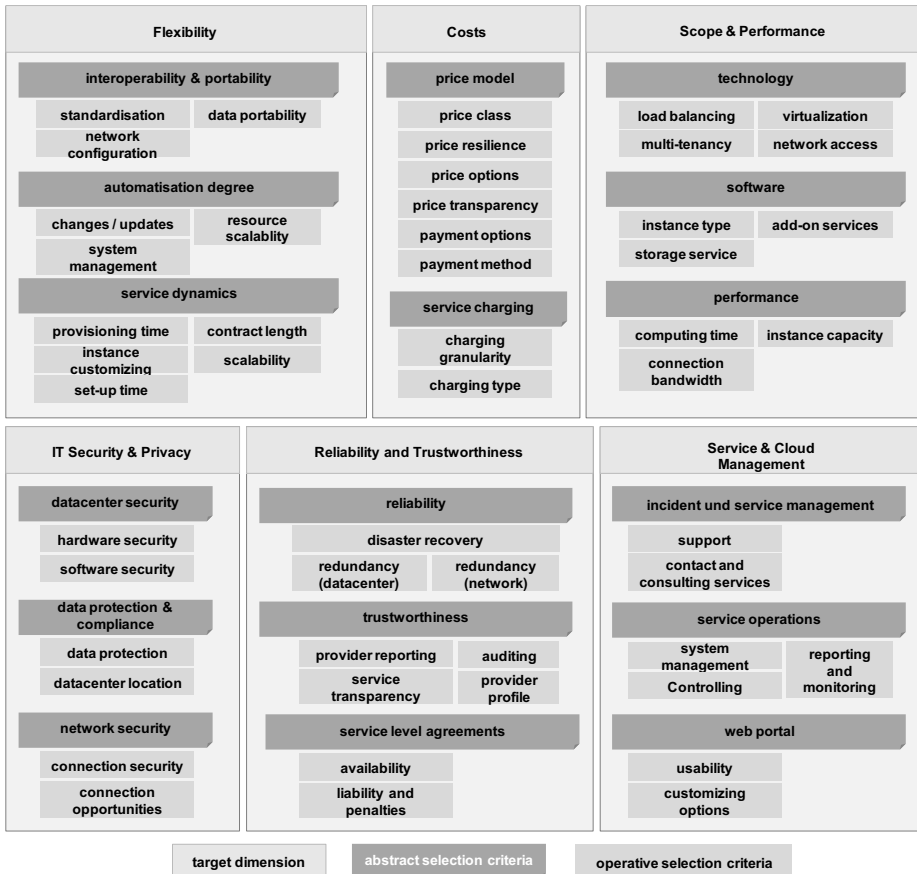 Flexibility
interoperability & portability
standardisation
data portability
network
configuration
automatisation degree
changes / updates
resource
scalablity
system
management
service dynamics
provisioning time
contract length
instance
customizing
scalability
set-up time
Costs
price model
price class
price resilience
price options
price transparency
payment options
payment method
service charging
charging
granularity
charging type
Scope & Performance
technology
load balancing
virtualization
multi-tenancy
network access
software
instance type
add-on services
storage service
performance
computing time
instance capacity
connection
bandwidth
IT Security & Privacy
datacenter security
hardware security
software security
data protection &
compliance
data protection
datacenter location
network security
connection security
connection
opportunities
Reliability and Trustworthiness
reliability
disaster recovery
redundancy
(datacenter)
redundancy
(network)
trustworthiness
provider reporting
auditing
service
transparency
provider
profile
service level agreements
availability
liability and
penalties
Service & Cloud
Management
incident und service management
support
contact and
consulting services
service operations
system
management
reporting
and
monitoring
Controlling
web portal
usability
customizing
options
target dimension
abstract selection criteria
operative selection criteria